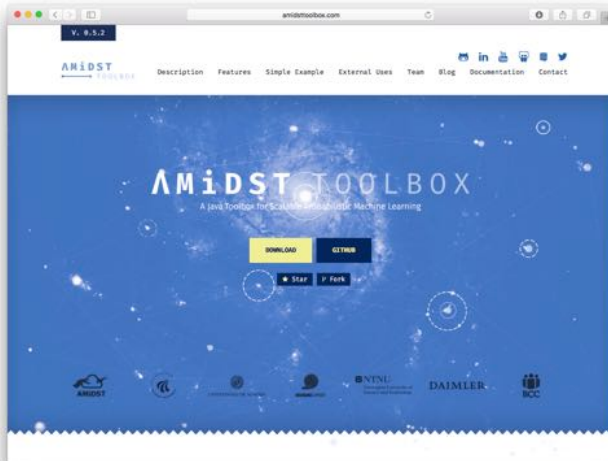 amidsttoolbox.com
V. 0.5.2
AMiDST
TOOLBOX
Description Features Simple Example External Uses Team Blog Documentation Contact
AMiDST TOOLBOX
A Java Toolbox for Scalable Probabilistic Machine Learning
DOWNLOAD GITHUB
Star Fork
AMiDST
NTNU
DAIMLER
BCC